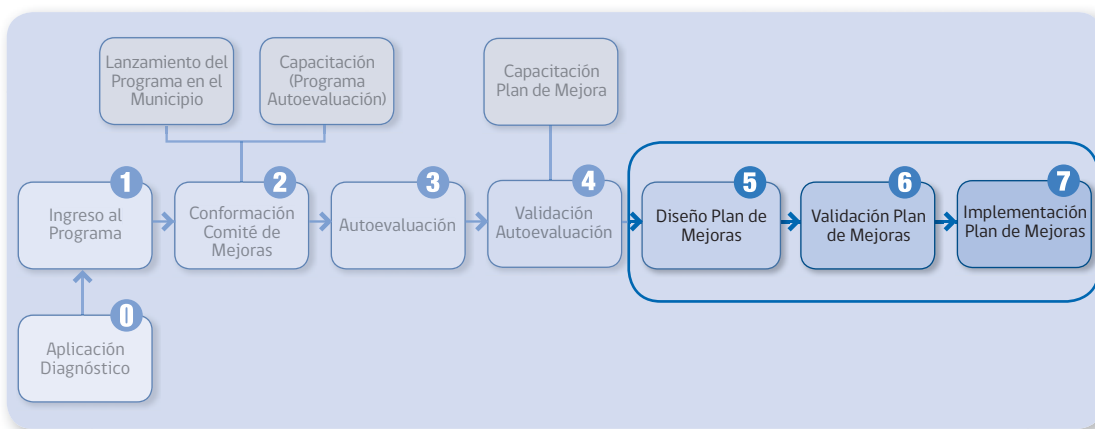 Lanzamiento del
Programa en el
Municipio
Capacitación
(Programa
Autoevaluación)
Capacitación
Plan de Mejora
1
Ingreso al
Programa
2
Conformación
Comité de
Mejoras
3
Autoevaluación
4
Validación
Autoevaluación
5
Diseño Plan de
Mejoras
6
Validación Plan
de Mejoras
7
Implementación
Plan de Mejoras
0
Aplicación
Diagnóstico